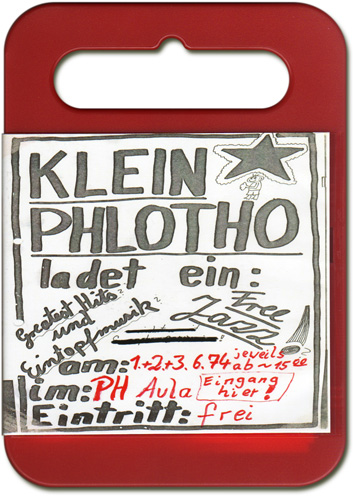 KLEIN
PHLOTHO
ladet ein:
Greatest Hits
und
Eintopfmusik
Free
Jazz
am: 1.+2.+3. 6. 74 jeweils
ab ~ 15ºº
im: PH Aula Eingang
hier!
Eintritt: frei